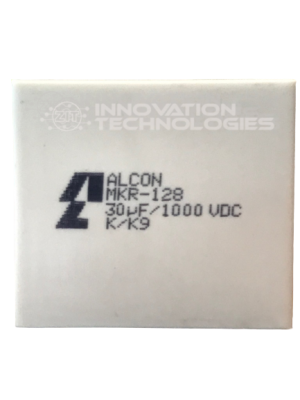 INNOVATION
TECHNOLOGIES
ALCON
MKR-128
30µF/1000 VDC
K/K9